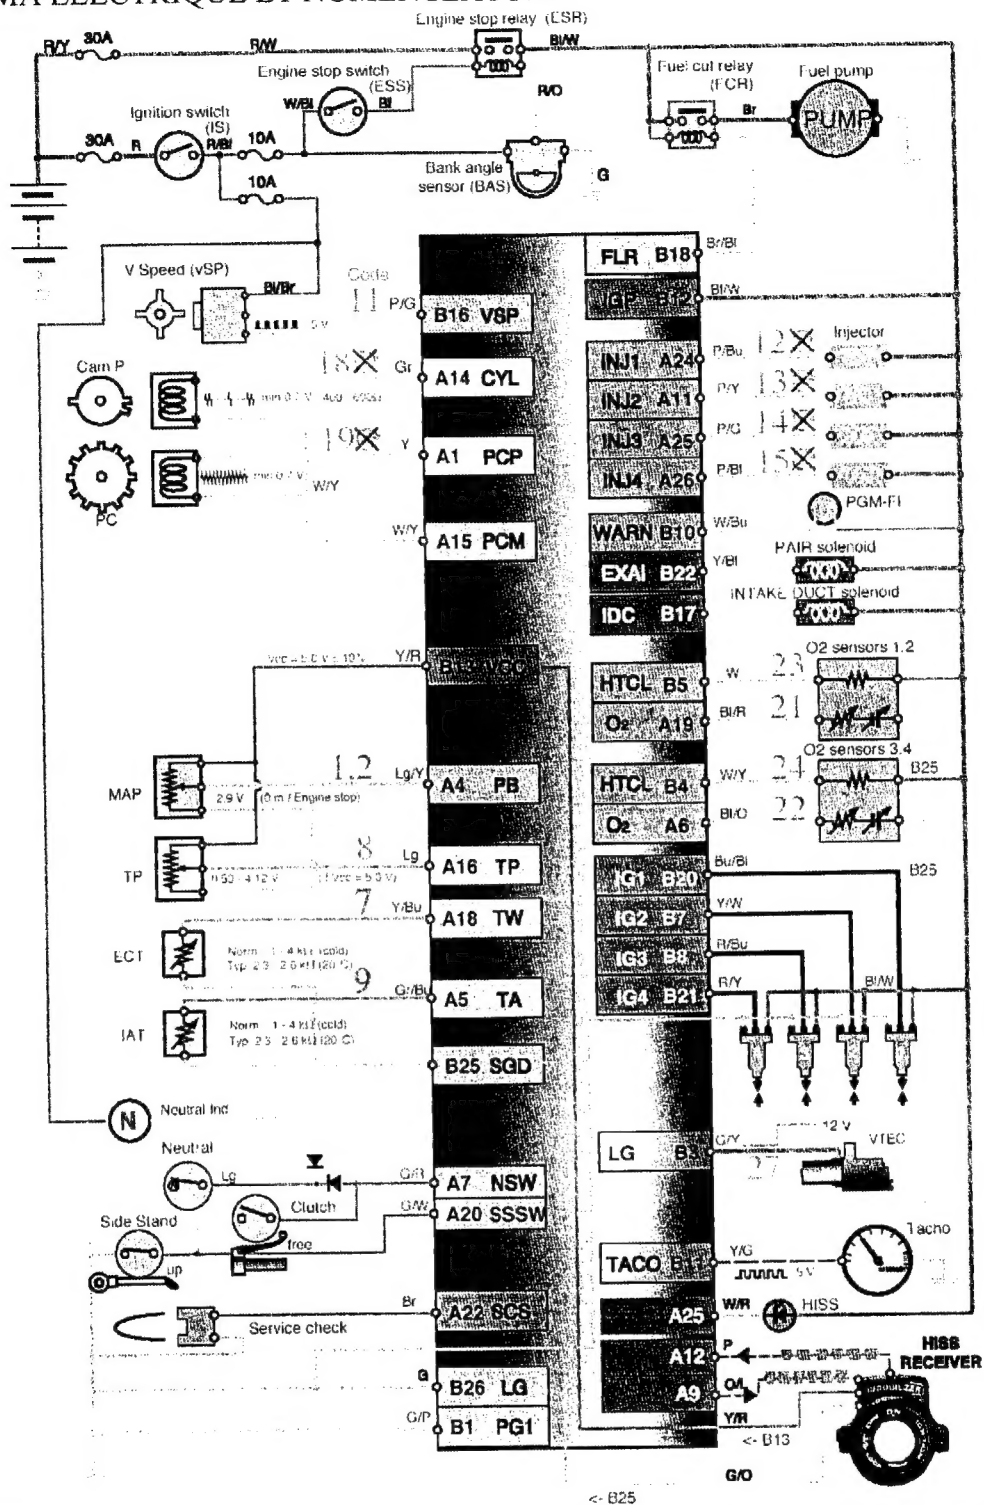 Engine stop relay (ESR)
R/Y
30A
R/W
Bl/W
Engine stop switch
(ESS)
W/Bl
Bl
R/O
Fuel cut relay
(FCR)
Fuel pump
Br
PUMP
Ignition switch
(IS)
30A
R
R/Bl
10A
10A
Bank angle
sensor (BAS)
G
V Speed (vSP)
Bl/Br
5 V
Code
11
P/G
B16 VSP
FLR B18
Br/Bl
IGP B12
Bl/W
Cam P
18
Gr
A14 CYL
INJ1 A24
P/Bu
12
Injector
INJ2 A11
P/Y
13
19
Y
A1 PCP
INJ3 A25
P/G
14
W/Y
PC
INJ4 A26
P/Bl
15
PGM-FI
W/Y
A15 PCM
WARN B10
W/Bu
PAIR solenoid
EXAI B22
Y/Bl
INTAKE DUCT solenoid
IDC B17
Vcc = 5.0 V ± 10%
Y/R
VCC
O2 sensors 1.2
HTCL B5
W
23
O2 A19
Bl/R
21
O2 sensors 3.4
MAP
1.2
Lg/Y
A4 PB
2.9 V (0 m / Engine stop)
HTCL B4
W/Y
24
B25
O2 A6
Bl/O
22
TP
8
Lg
A16 TP
(Vcc = 5.0 V)
IG1 B20
Bu/Bl
B25
7
Y/Bu
A18 TW
IG2 B7
Y/W
ECT
Norm 1 - 4 kΩ (cold)
Typ 2.3 - 2.6 kΩ (20°C)
IG3 B8
R/Bu
9
Gr/Bu
A5 TA
IG4 B21
R/Y
Bl/W
IAT
Norm 1 - 4 kΩ (cold)
Typ 2.3 - 2.6 kΩ (20°C)
B25 SGD
N
Neutral Ind
Neutral
Lg
G/R
A7 NSW
LG B3
G/Y
27
12 V
VTEC
Clutch
G/W
A20 SSSW
Side Stand
free
up
TACO B11
Y/G
5 V
Tacho
Service check
Br
A22 SCS
A25
W/R
HISS
A12
P
HISS
RECEIVER
G
B26 LG
A9
G/P
B1 PG1
Y/R
<- B13
G/O
<- B25